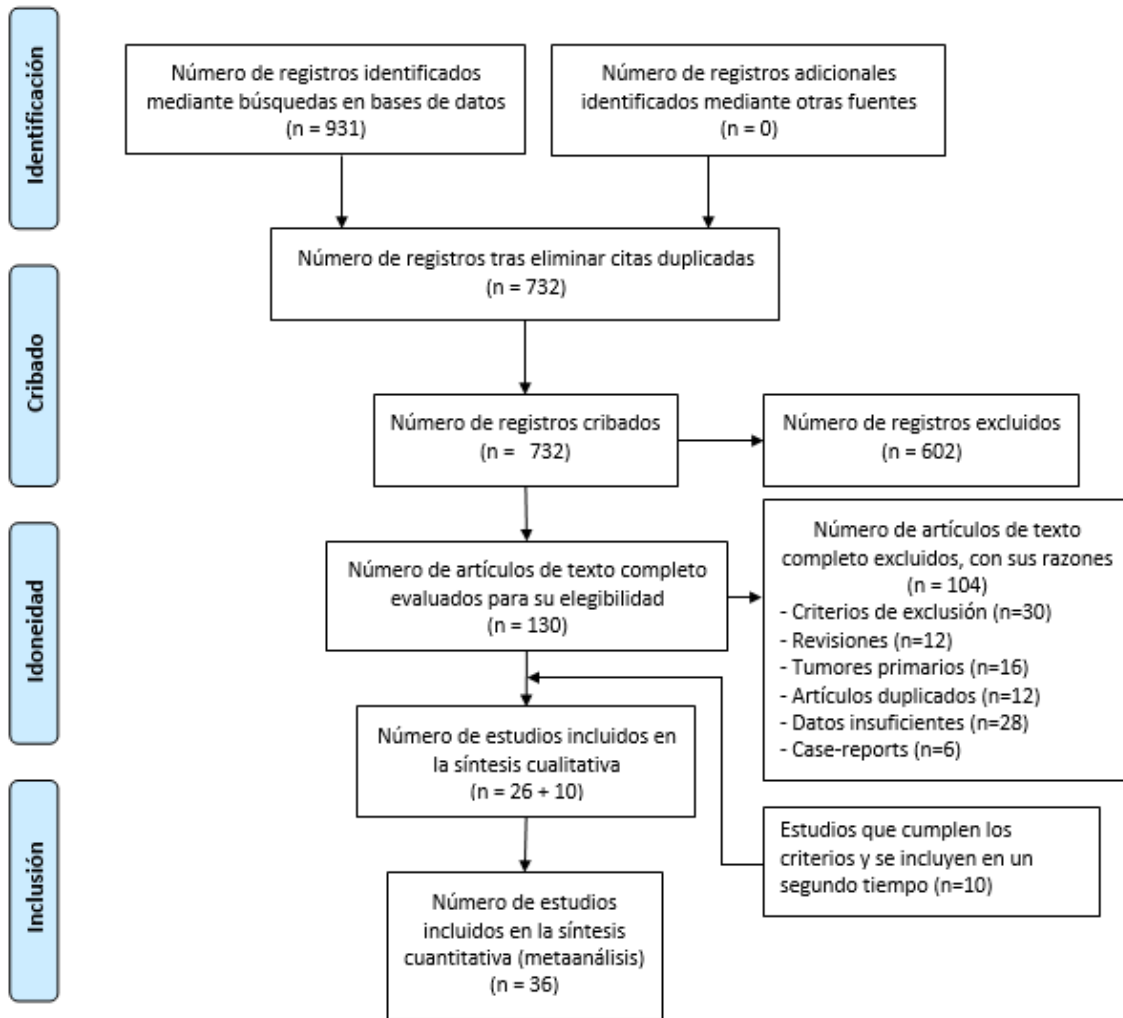 Identificación
Número de registros identificados
mediante búsquedas en bases de datos
(n = 931)
Número de registros adicionales
identificados mediante otras fuentes
(n = 0)
Número de registros tras eliminar citas duplicadas
(n = 732)
Cribado
Número de registros cribados
(n = 732)
Número de registros excluidos
(n = 602)
Idoneidad
Número de artículos de texto completo
evaluados para su elegibilidad
(n = 130)
Número de artículos de texto
completo excluidos, con sus razones
(n = 104)
- Criterios de exclusión (n=30)
- Revisiones (n=12)
- Tumores primarios (n=16)
- Artículos duplicados (n=12)
- Datos insuficientes (n=28)
- Case-reports (n=6)
Número de estudios incluidos en
la síntesis cualitativa
(n = 26 + 10)
Inclusión
Estudios que cumplen los
criterios y se incluyen en un
segundo tiempo (n=10)
Número de estudios
incluidos en la síntesis
cuantitativa (metaanálisis)
(n = 36)